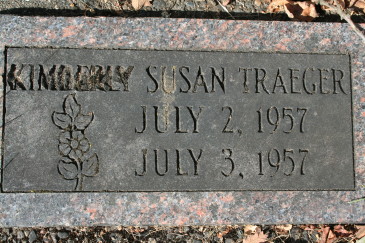 KIMBERLY SUSAN TRAEGER
JULY 2, 1957
JULY 3, 1957